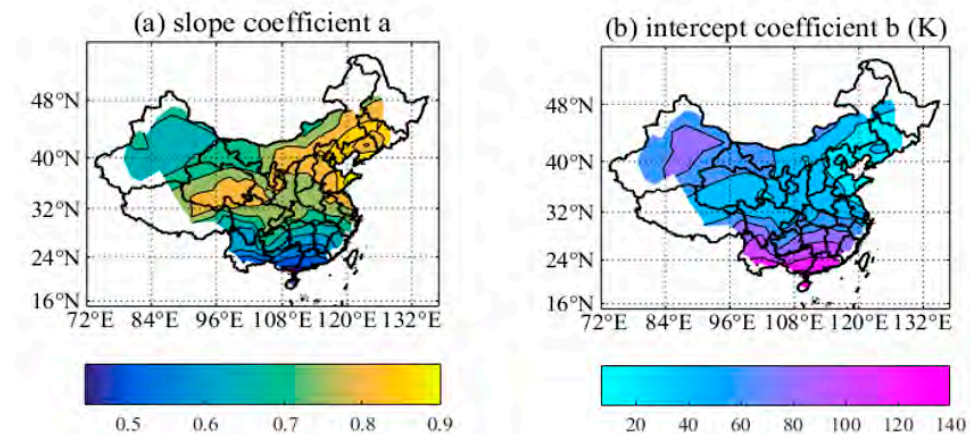 (a) slope coefficient a
(b) intercept coefficient b (K)
48°N
40°N
32°N
24°N
16°N
72°E 84°E 96°E 108°E 120°E 132°E
48°N
40°N
32°N
24°N
16°N
72°E 84°E 96°E 108°E 120°E 132°E
0.5 0.6 0.7 0.8 0.9
20 40 60 80 100 120 140